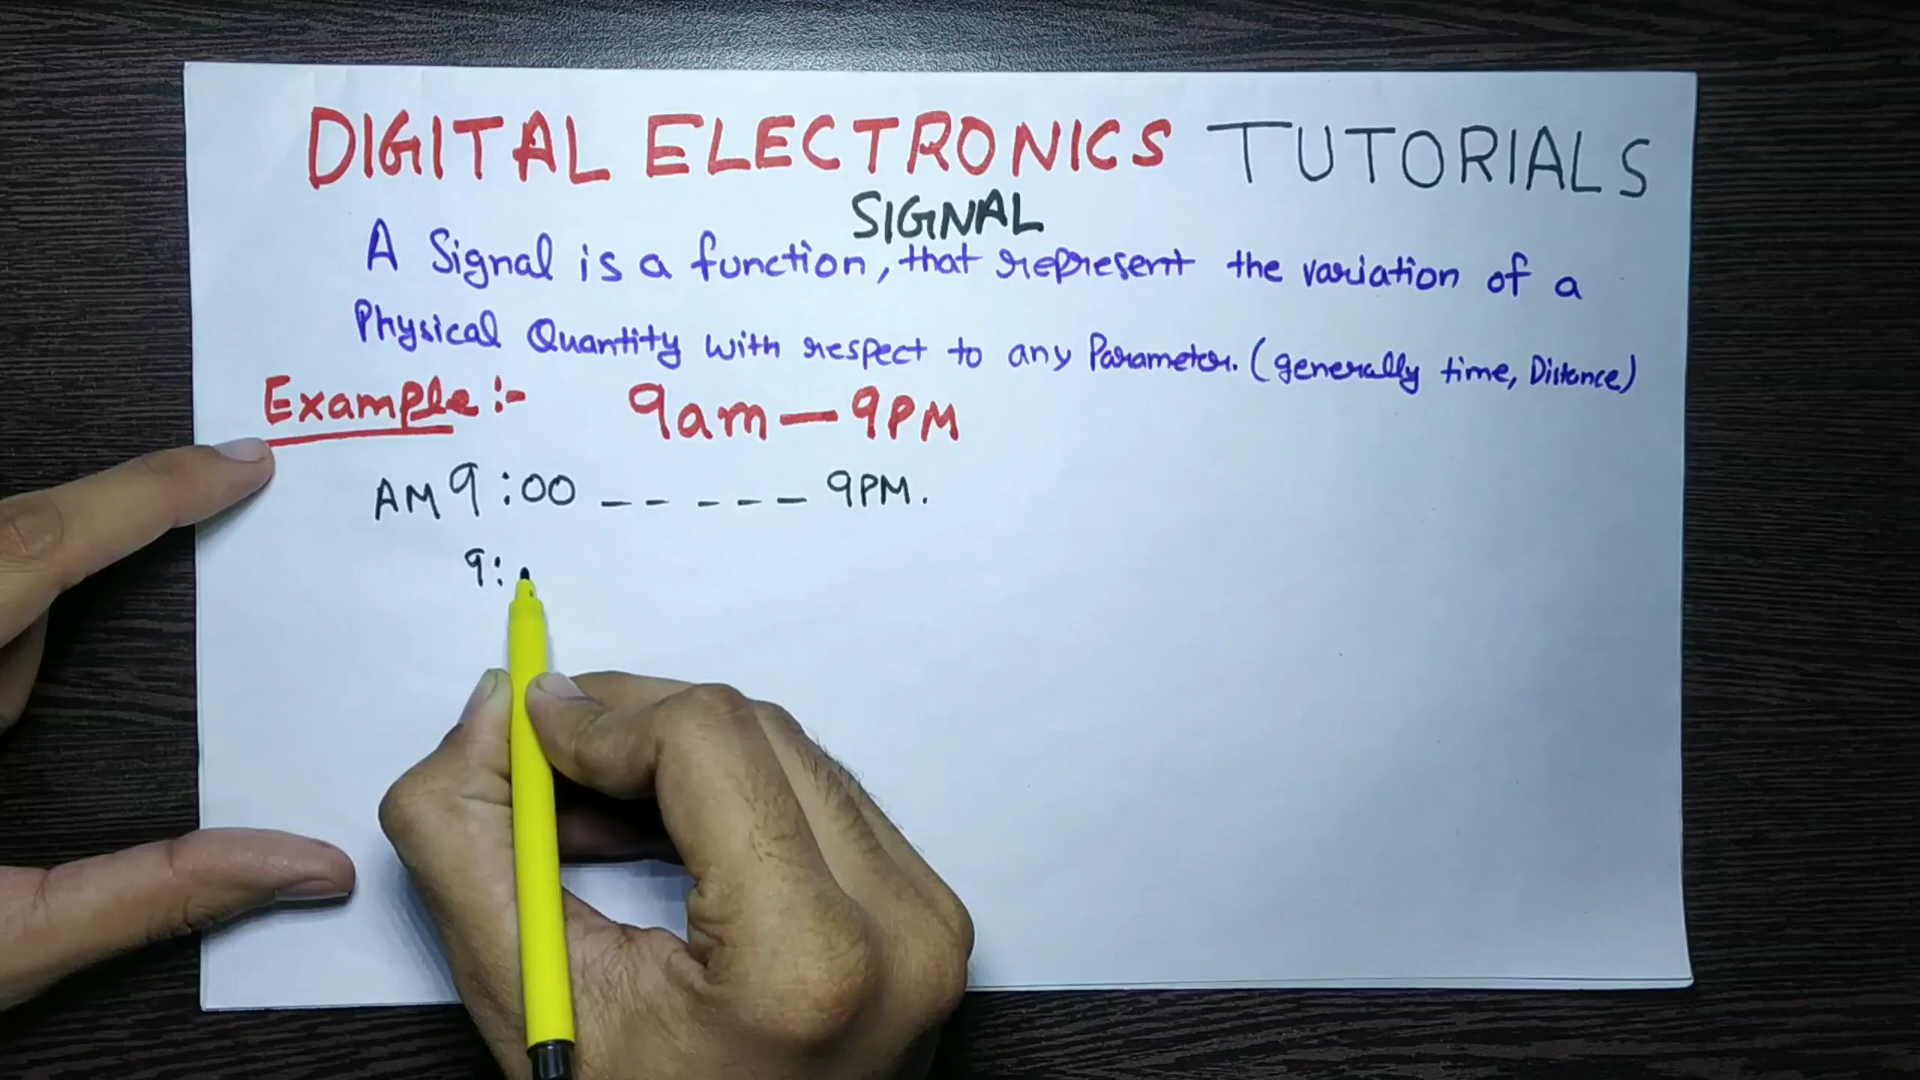 DIGITAL ELECTRONICS TUTORIALS
SIGNAL
A Signal is a function, that represent the variation of a
Physical Quantity with respect to any Parameter. (generally time, Distance)
Example :-
9am — 9PM
AM 9:00 _ _ _ _ _ 9PM.
9: